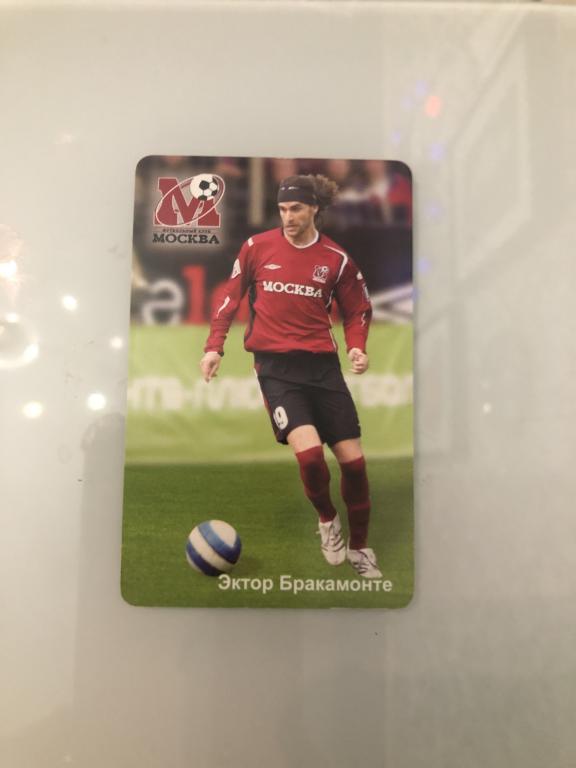 ФУТБОЛЬНЫЙ КЛУБ
МОСКВА
МОСКВА
9
Эктор Бракамонте